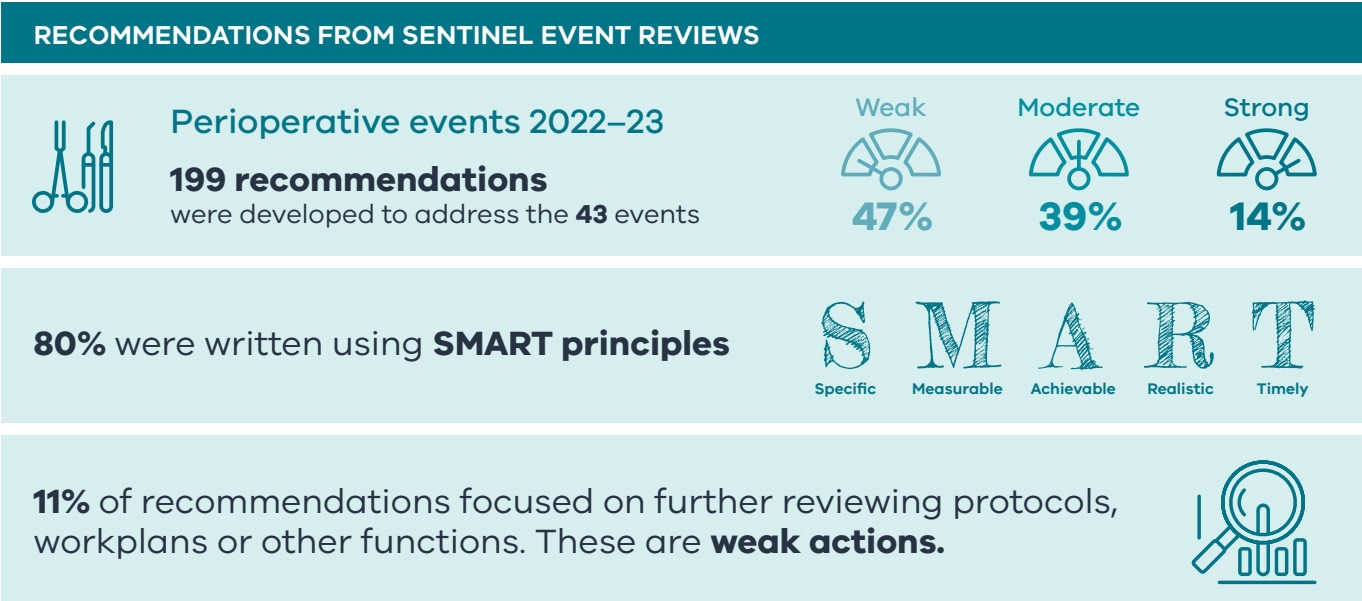 RECOMMENDATIONS FROM SENTINEL EVENT REVIEWS
Perioperative events 2022–23
199 recommendations
were developed to address the 43 events
Weak
47%
Moderate
39%
Strong
14%
80% were written using SMART principles
S M A R T
Specific Measurable Achievable Realistic Timely
11% of recommendations focused on further reviewing protocols,
workplans or other functions. These are weak actions.